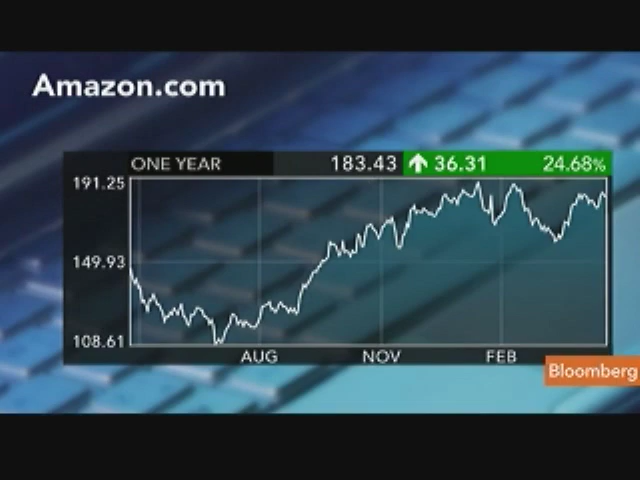 Amazon.com
ONE YEAR 183.43 36.31 24.68%
191.25
149.93
108.61
AUG NOV FEB
Bloomberg